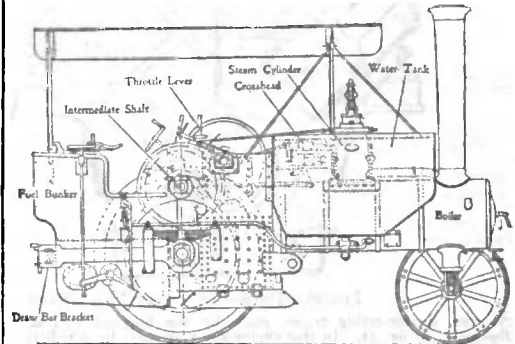 Throttle Lever
Steam Cylinder
Crosshead
Water-Tank
Intermediate Shaft
Fuel Bunker
Boiler
Draw Bar Bracket